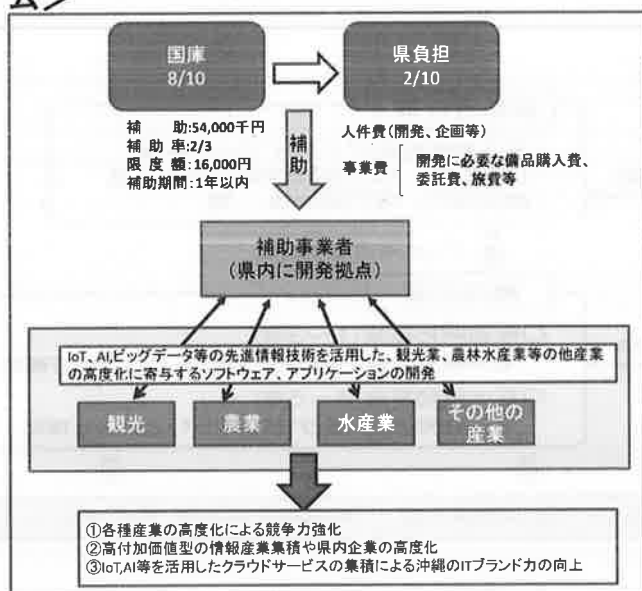 国庫
8/10
県負担
2/10
補助:54,000千円
補助率:2/3
限度額:16,000円
補助期間:1年以内
補助
人件費(開発、企画等)
事業費
開発に必要な備品購入費、
委託費、旅費等
補助事業者
(県内に開発拠点)
IoT、AI,ビッグデータ等の先進情報技術を活用した、観光業、農林水産業等の他産業
の高度化に寄与するソフトウェア、アプリケーションの開発
観光
農業
水産業
その他の
産業
①各種産業の高度化による競争力強化
②高付加価値型の情報産業集積や県内企業の高度化
③IoT,AI等を活用したクラウドサービスの集積による沖縄のITブランド力の向上